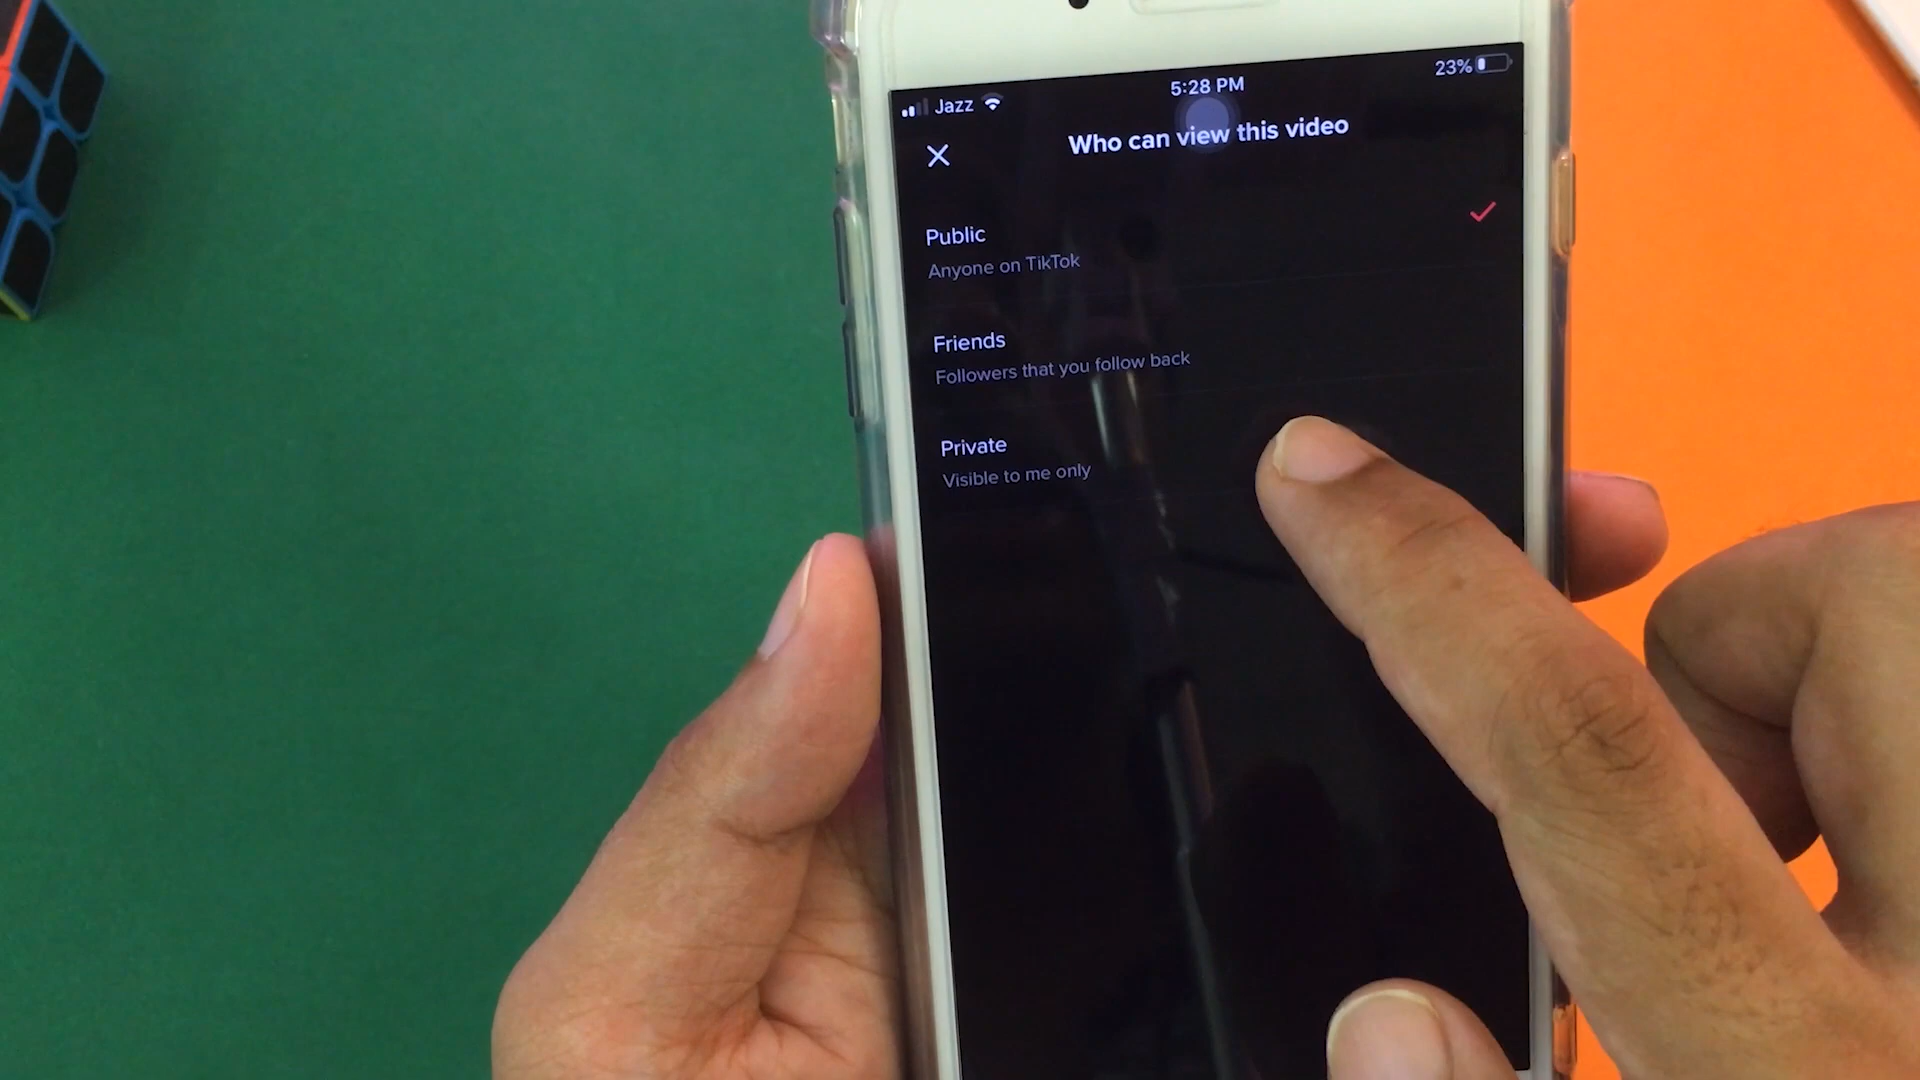 Jazz
5:28 PM
23%
Who can view this video
Public
Anyone on TikTok
Friends
Followers that you follow back
Private
Visible to me only